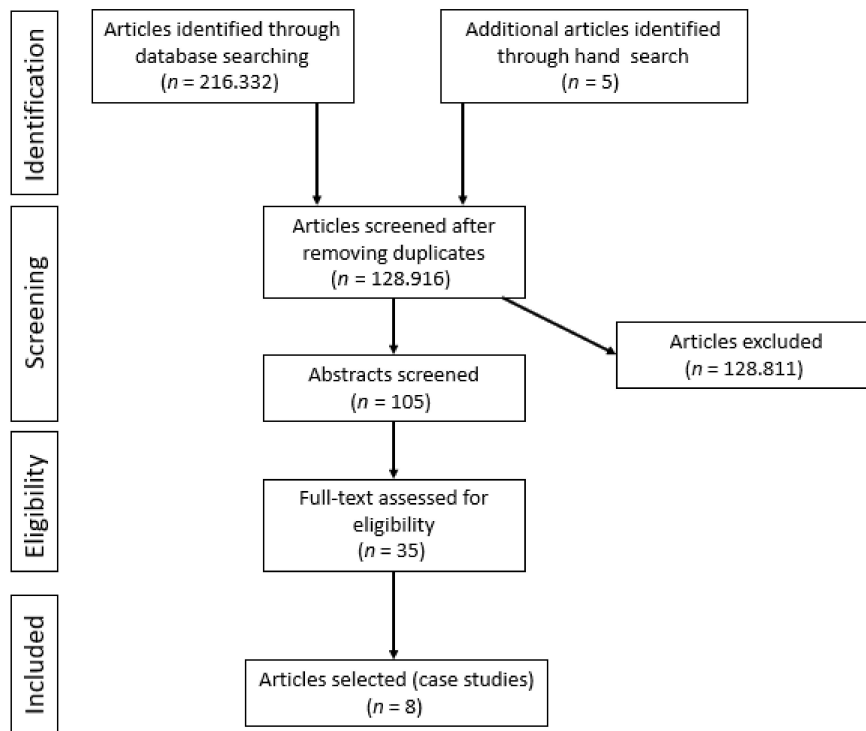 Identification
Articles identified through
database searching
(n = 216.332)
Additional articles identified
through hand search
(n = 5)
Screening
Articles screened after
removing duplicates
(n = 128.916)
Articles excluded
(n = 128.811)
Abstracts screened
(n = 105)
Eligibility
Full-text assessed for
eligibility
(n = 35)
Included
Articles selected (case studies)
(n = 8)